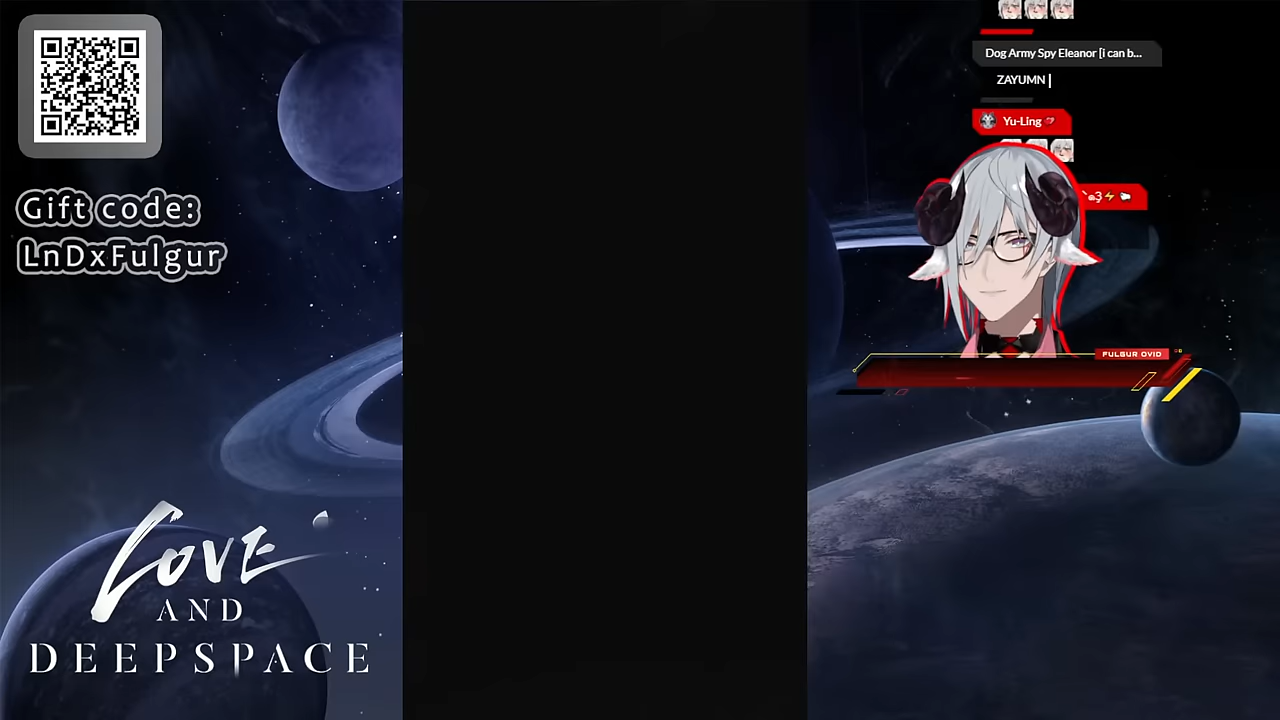 Gift code:
LnDxFulgur
LOVE
AND
DEEPSPACE
Dog Army Spy Eleanor [i can b...
ZAYUMN |
Yu-Ling
FULGUR OVID